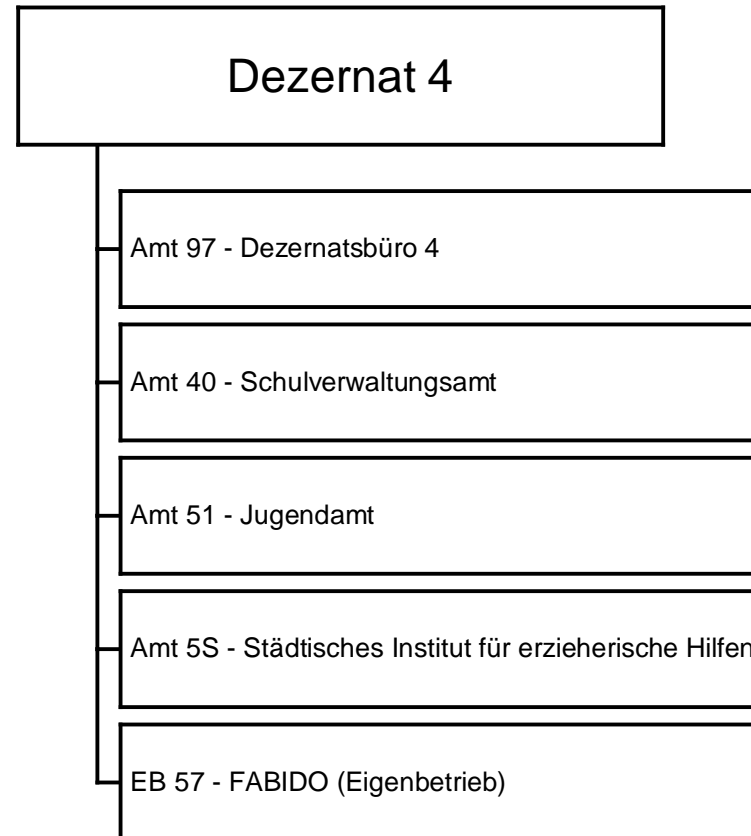 Dezernat 4
Amt 97 - Dezernatsbüro 4
Amt 40 - Schulverwaltungsamt
Amt 51 - Jugendamt
Amt 5S - Städtisches Institut für erzieherische Hilfen
EB 57 - FABIDO (Eigenbetrieb)